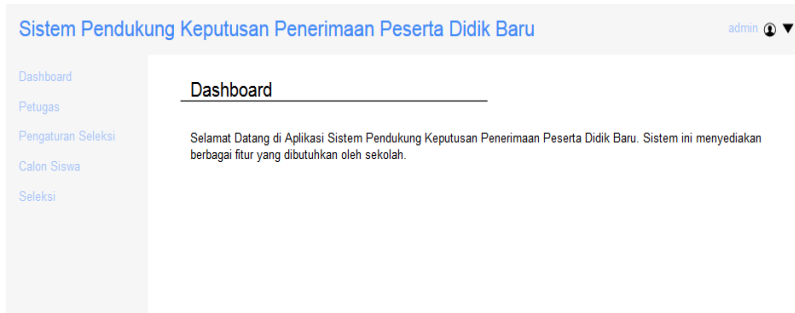 Sistem Pendukung Keputusan Penerimaan Peserta Didik Baru
admin
Dashboard
Petugas
Pengaturan Seleksi
Calon Siswa
Seleksi
Dashboard
Selamat Datang di Aplikasi Sistem Pendukung Keputusan Penerimaan Peserta Didik Baru. Sistem ini menyediakan
berbagai fitur yang dibutuhkan oleh sekolah.